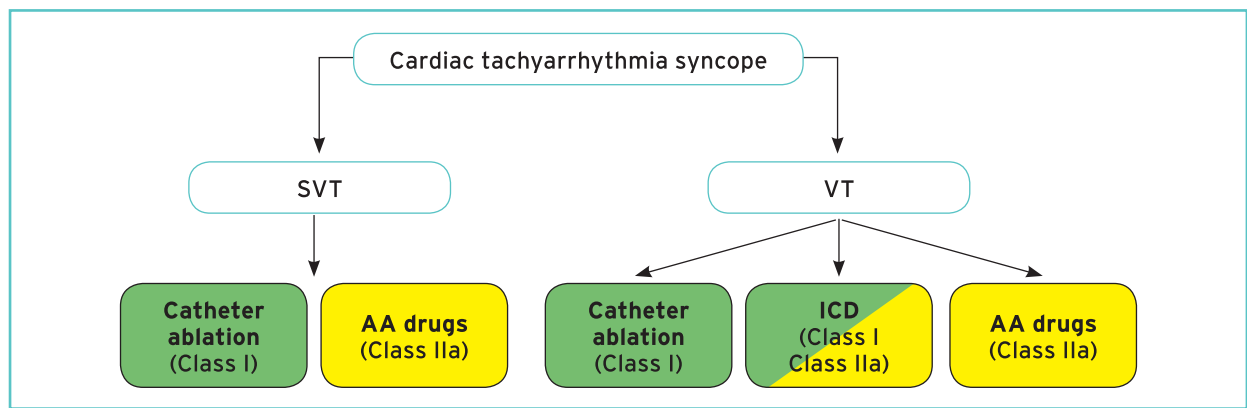 Cardiac tachyarrhythmia syncope
SVT
VT
Catheter
ablation
(Class I)
AA drugs
(Class IIa)
Catheter
ablation
(Class I)
ICD
(Class I
Class IIa)
AA drugs
(Class IIa)